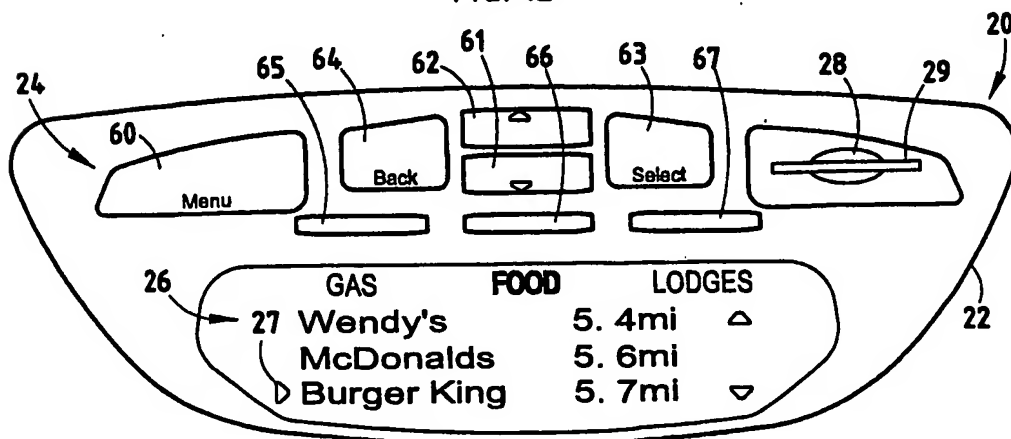 20
61
64
62
66
63
67
28
29
65
24
60
Back
Select
Menu
26
GAS FOOD LODGES
27 Wendy's 5. 4mi
McDonalds 5. 6mi
Burger King 5. 7mi
22